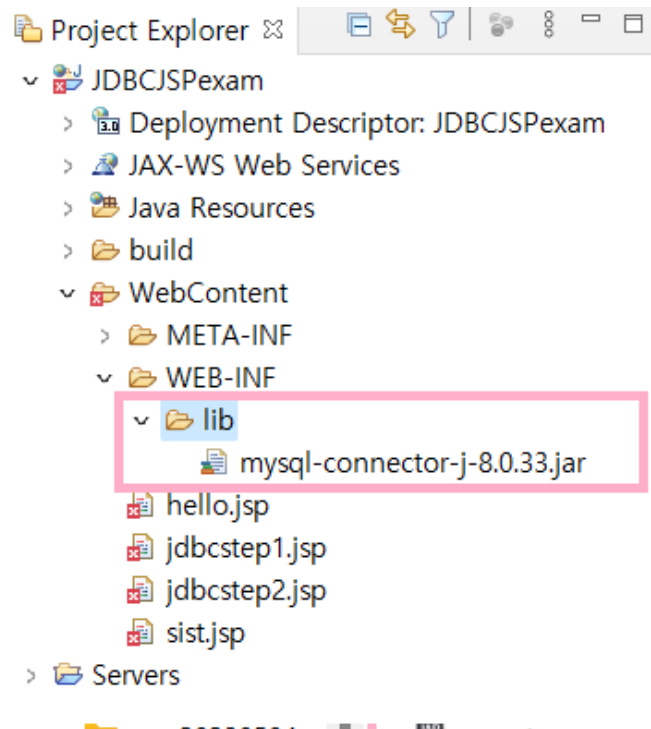 Project Explorer
JDBCJSPexam
Deployment Descriptor: JDBCJSPexam
JAX-WS Web Services
Java Resources
build
WebContent
META-INF
WEB-INF
lib
mysql-connector-j-8.0.33.jar
hello.jsp
jdbcstep1.jsp
jdbcstep2.jsp
sist.jsp
Servers